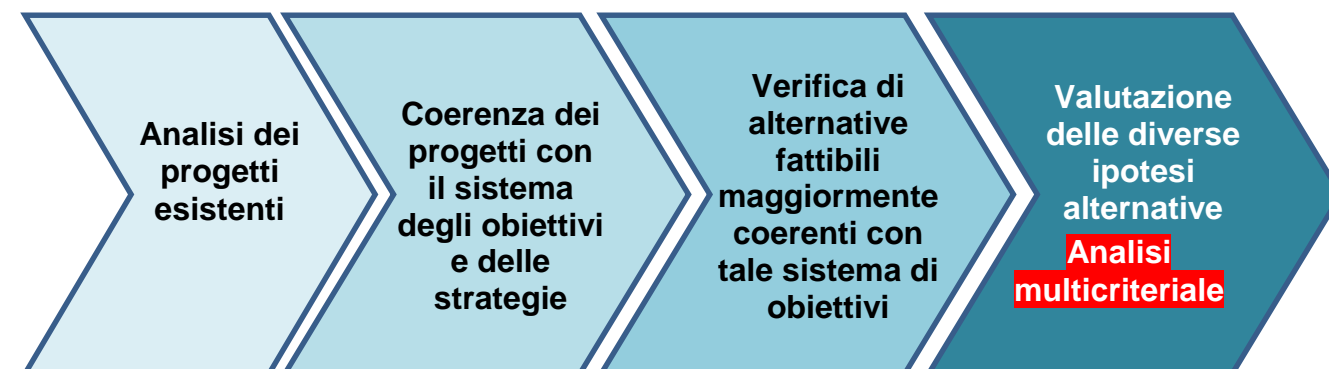 Analisi dei
progetti
esistenti
Coerenza dei
progetti con
il sistema
degli obiettivi
e delle
strategie
Verifica di
alternative
fattibili
maggiormente
coerenti con
tale sistema di
obiettivi
Valutazione
delle diverse
ipotesi
alternative
Analisi
multicriteriale